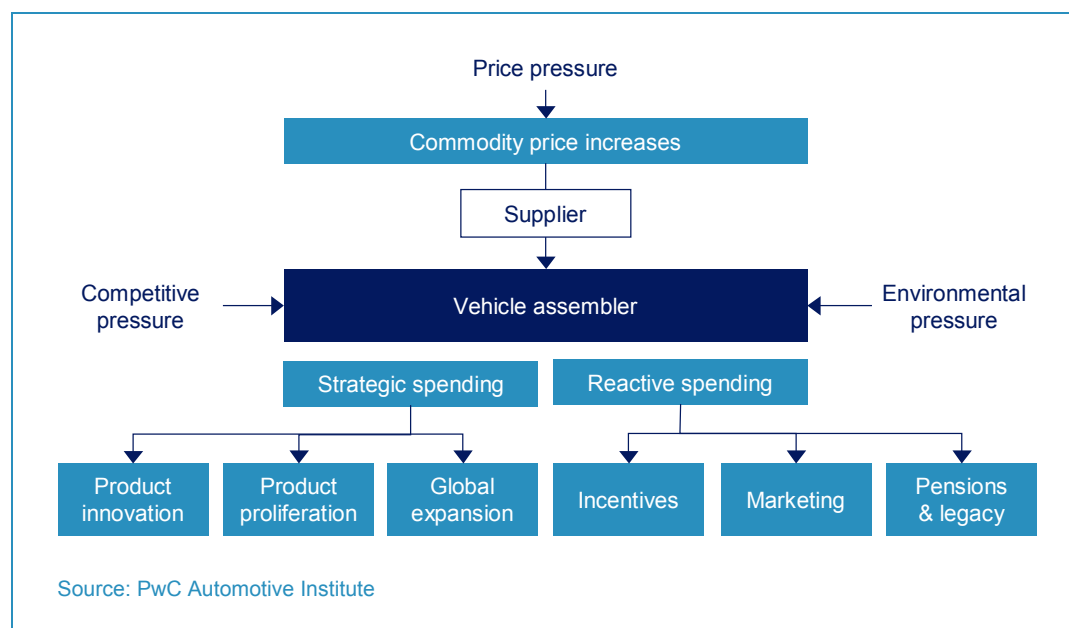 Price pressure
Commodity price increases
Supplier
Competitive
pressure
Vehicle assembler
Environmental
pressure
Strategic spending
Reactive spending
Product
innovation
Product
proliferation
Global
expansion
Incentives
Marketing
Pensions
& legacy
Source: PwC Automotive Institute